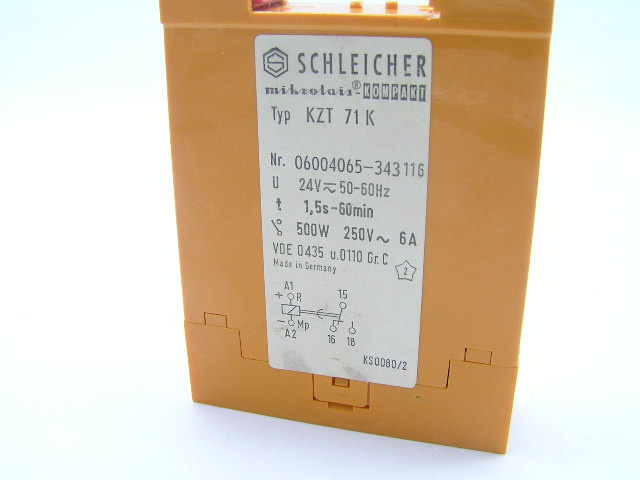 SCHLEICHER
mikrolais®-KOMPAKT
Typ KZT 71 K
Nr. 06004065-343116
U 24V ⎓ 50-60Hz
t 1,5s-60min
500W 250V~ 6A
VDE 0435 u.0110 Gr.C
Made in Germany
2
A1
+ R 15
- Mp
A2 16 18
KS0080/2